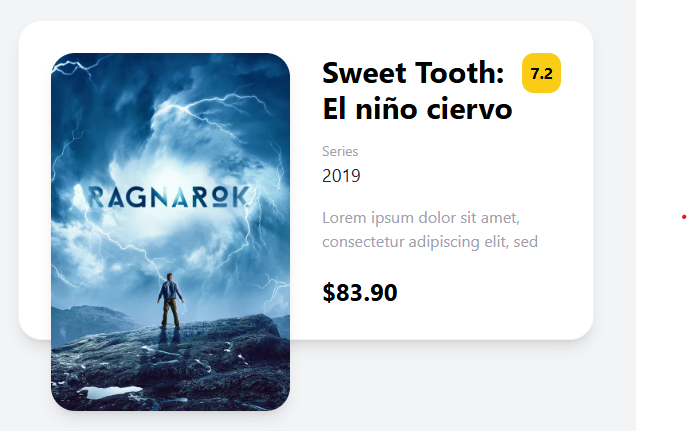 RAGNAROK
Sweet Tooth:
El niño ciervo
7.2
Series
2019
Lorem ipsum dolor sit amet,
consectetur adipiscing elit, sed
$83.90